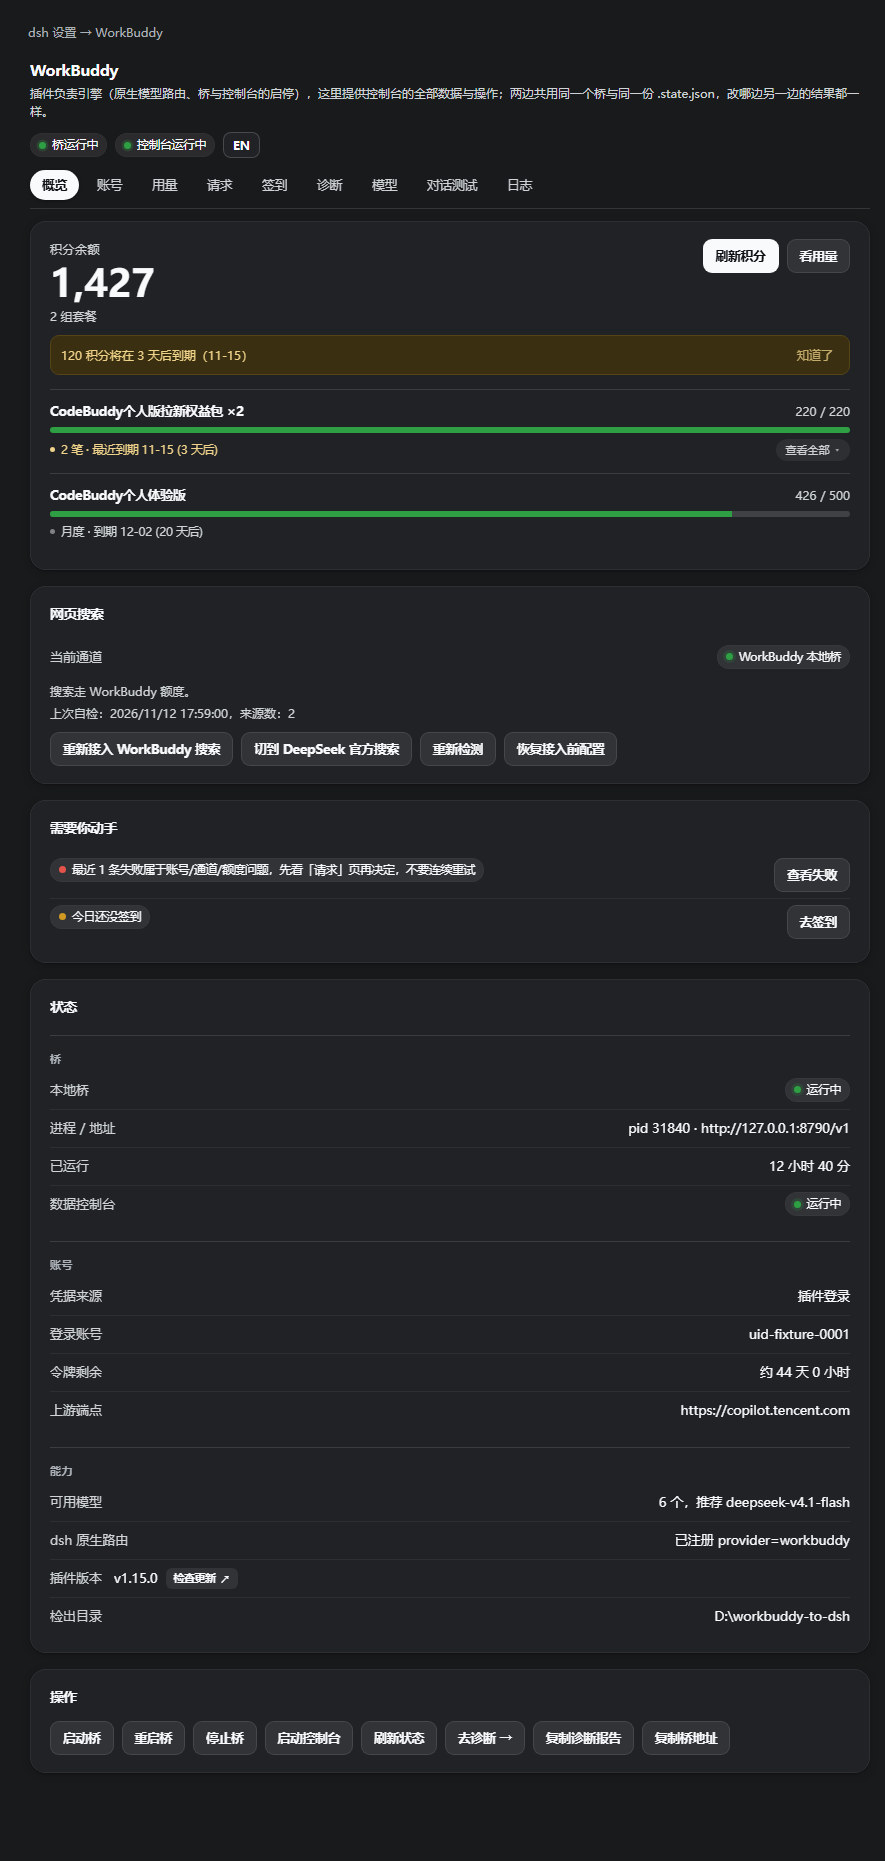 dsh 设置 → WorkBuddy
WorkBuddy
插件负责引擎（原生模型路由、桥与控制台的启停），这里提供控制台的全部数据与操作；两边共用同一个桥与同一份 .state.json，改哪边另一边的结果都一
样。
桥运行中 控制台运行中 EN
概览 账号 用量 请求 签到 诊断 模型 对话测试 日志
积分余额
刷新积分 看用量
1,427
2 组套餐
120 积分将在 3 天后到期（11-15） 知道了
CodeBuddy个人版拉新权益包 ×2 220 / 220
2 笔 · 最近到期 11-15 (3 天后) 查看全部
CodeBuddy个人体验版 426 / 500
月度 · 到期 12-02 (20 天后)
网页搜索
当前通道 WorkBuddy 本地桥
搜索走 WorkBuddy 额度。
上次自检：2026/11/12 17:59:00，来源数：2
重新接入 WorkBuddy 搜索 切到 DeepSeek 官方搜索 重新检测 恢复接入前配置
需要你动手
最近 1 条失败属于账号/通道/额度问题，先看「请求」页再决定，不要连续重试 查看失败
今日还没签到 去签到
状态
桥
本地桥 运行中
进程 / 地址 pid 31840 · http://127.0.0.1:8790/v1
已运行 12 小时 40 分
数据控制台 运行中
账号
凭据来源 插件登录
登录账号 uid-fixture-0001
令牌剩余 约 44 天 0 小时
上游端点 https://copilot.tencent.com
能力
可用模型 6 个，推荐 deepseek-v4.1-flash
dsh 原生路由 已注册 provider=workbuddy
插件版本 v1.15.0 检查更新 ↗
检出目录 D:\workbuddy-to-dsh
操作
启动桥 重启桥 停止桥 启动控制台 刷新状态 去诊断 → 复制诊断报告 复制桥地址